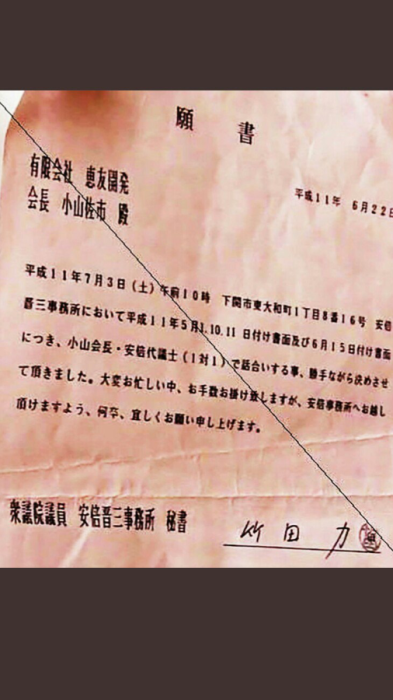 願書
有限会社 恵友開発
会長 小山佐市 殿
平成11年 6月22日
平成11年7月3日(土)午前10時 下関市東大和町1丁目8番16号 安倍
晋三事務所において平成11年5月1.10.11日付け書面及び6月15日付け書面
につき、小山会長・安倍代議士(1対1)で話合いする事、勝手ながら決めさせ
て頂きました。大変お忙しい中、お手数お掛け致しますが、安倍事務所へお越し
頂けますよう、何卒、宜しくお願い申し上げます。
衆議院議員 安倍晋三事務所 秘書
竹田 力